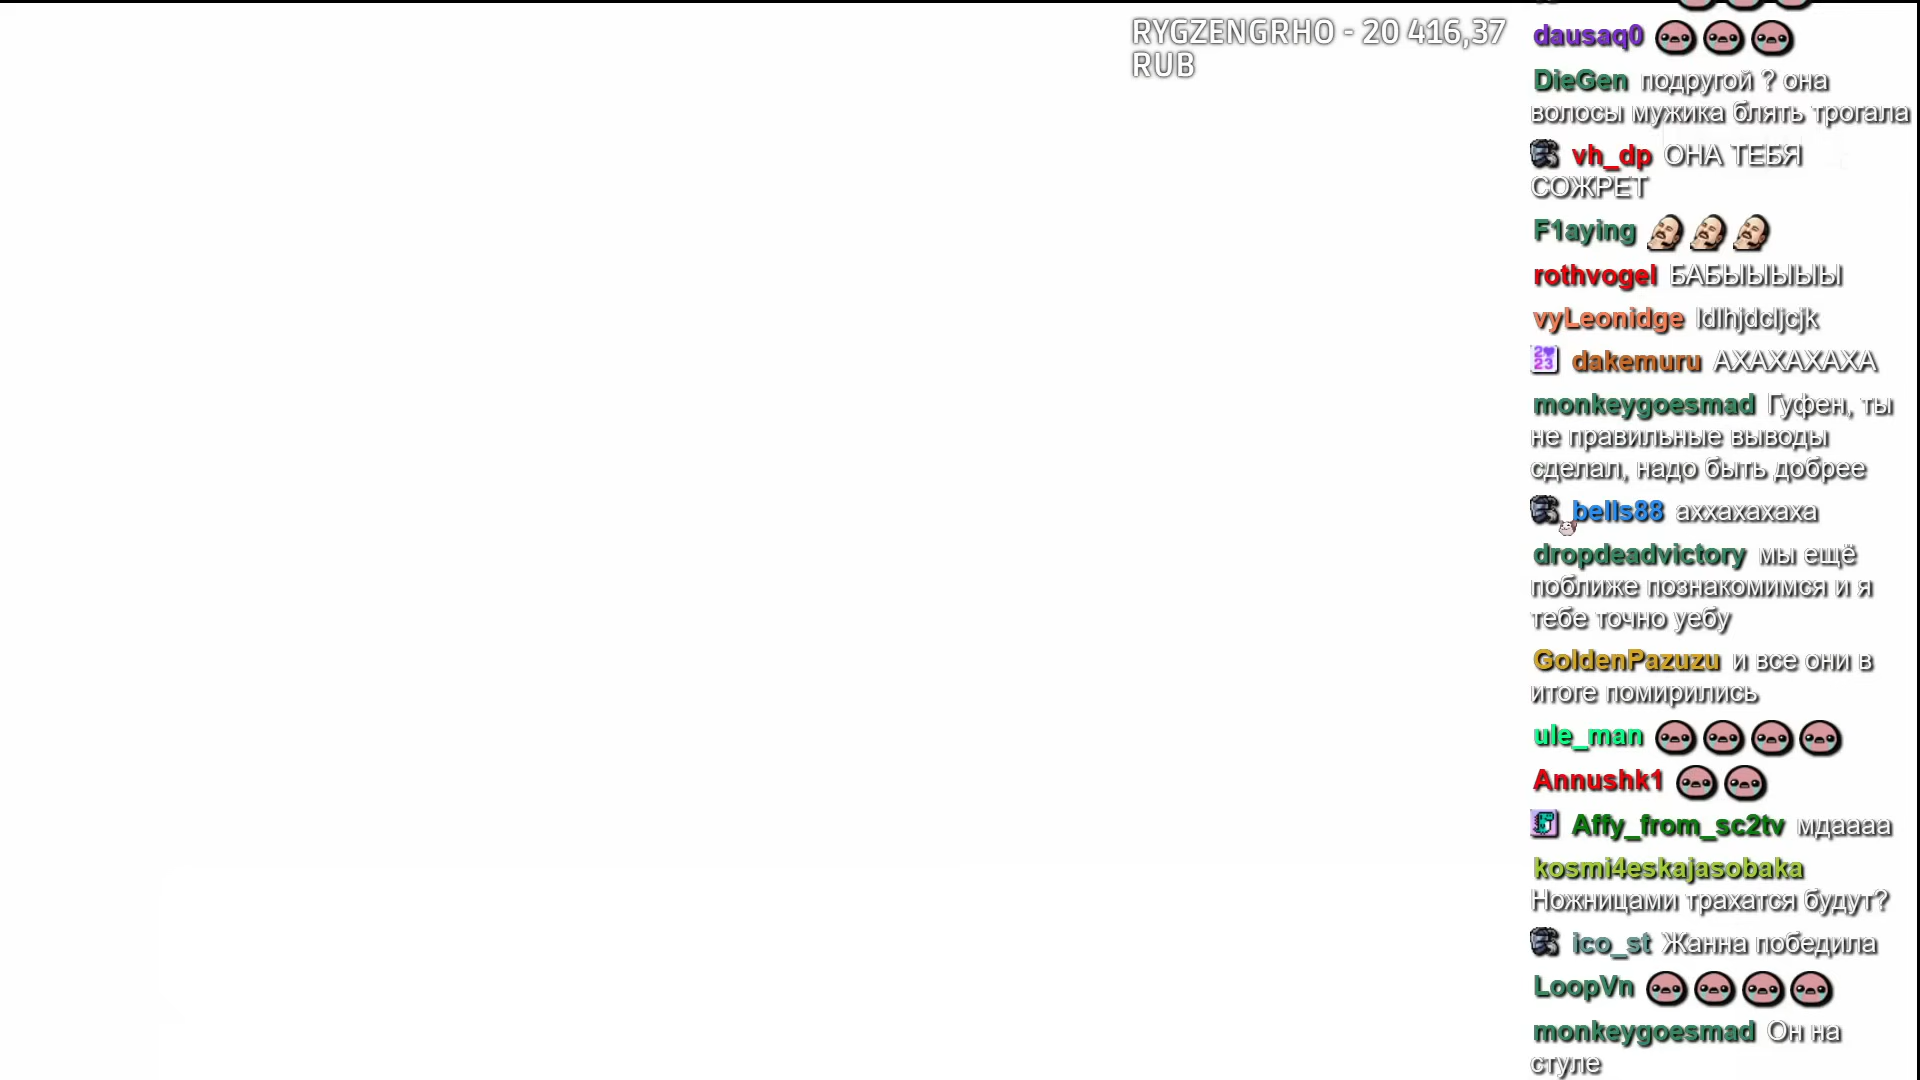 RYGZENGRHO - 20 416,37
RUB
dausaq0
DieGen подругой ? она
волосы мужика блять трогала
vh_dp ОНА ТЕБЯ
СОЖРЕТ
F1aying
rothvogel БАБЫЫЫЫЫ
vyLeonidge ldlhjdcljcjk
2023 dakemuru АХАХАХАХА
monkeygoesmad Гуфен, ты
не правильные выводы
сделал, надо быть добрее
bells88 аххахахаха
dropdeadvictory мы ещё
поближе познакомимся и я
тебе точно уебу
GoldenPazuzu и все они в
итоге помирились
ule_man
Annushk1
Affy_from_sc2tv мдаааа
kosmi4eskajasobaka
Ножницами трахатся будут?
ico_st Жанна победила
LoopVn
monkeygoesmad Он на
стуле